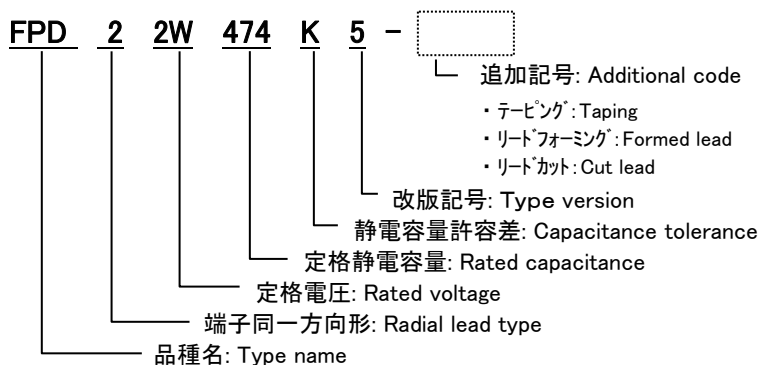 FPD 2 2W 474 K 5 -
追加記号: Additional code
・ﾃｰﾋﾟﾝｸﾞ:Taping
・ﾘｰﾄﾞﾌｫｰﾐﾝｸﾞ:Formed lead
・ﾘｰﾄﾞｶｯﾄ:Cut lead
改版記号: Type version
静電容量許容差: Capacitance tolerance
定格静電容量: Rated capacitance
定格電圧: Rated voltage
端子同一方向形: Radial lead type
品種名: Type name